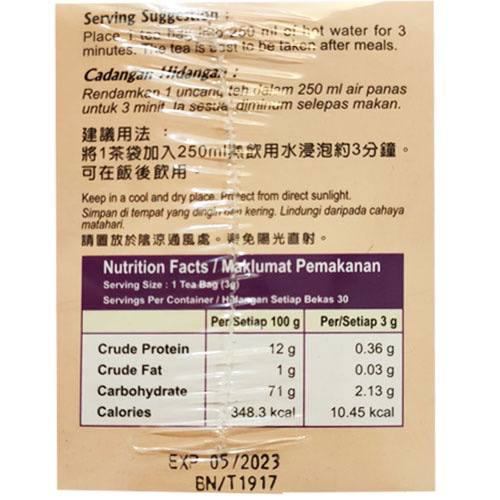 Serving Suggestion :
Place 1 tea bag into 250 ml of hot water for 3
minutes. The tea is best to be taken after meals.
Cadangan Hidangan :
Rendamkan 1 uncang teh dalam 250 ml air panas
untuk 3 minit. Ia sesuai diminum selepas makan.
建議用法 :
將1茶袋加入250ml熱飲用水浸泡約3分鐘。
可在飯後飲用。
Keep in a cool and dry place. Protect from direct sunlight.
Simpan di tempat yang dingin dan kering. Lindungi daripada cahaya
matahari.
請置放於陰涼通風處。避免陽光直射。
Nutrition Facts / Maklumat Pemakanan
Serving Size : 1 Tea Bag (3g)
Servings Per Container / Hidangan Setiap Bekas 30
Per/Setiap 100 g Per/Setiap 3 g
Crude Protein 12 g 0.36 g
Crude Fat 1 g 0.03 g
Carbohydrate 71 g 2.13 g
Calories 348.3 kcal 10.45 kcal
EXP 05/2023
BN/T1917